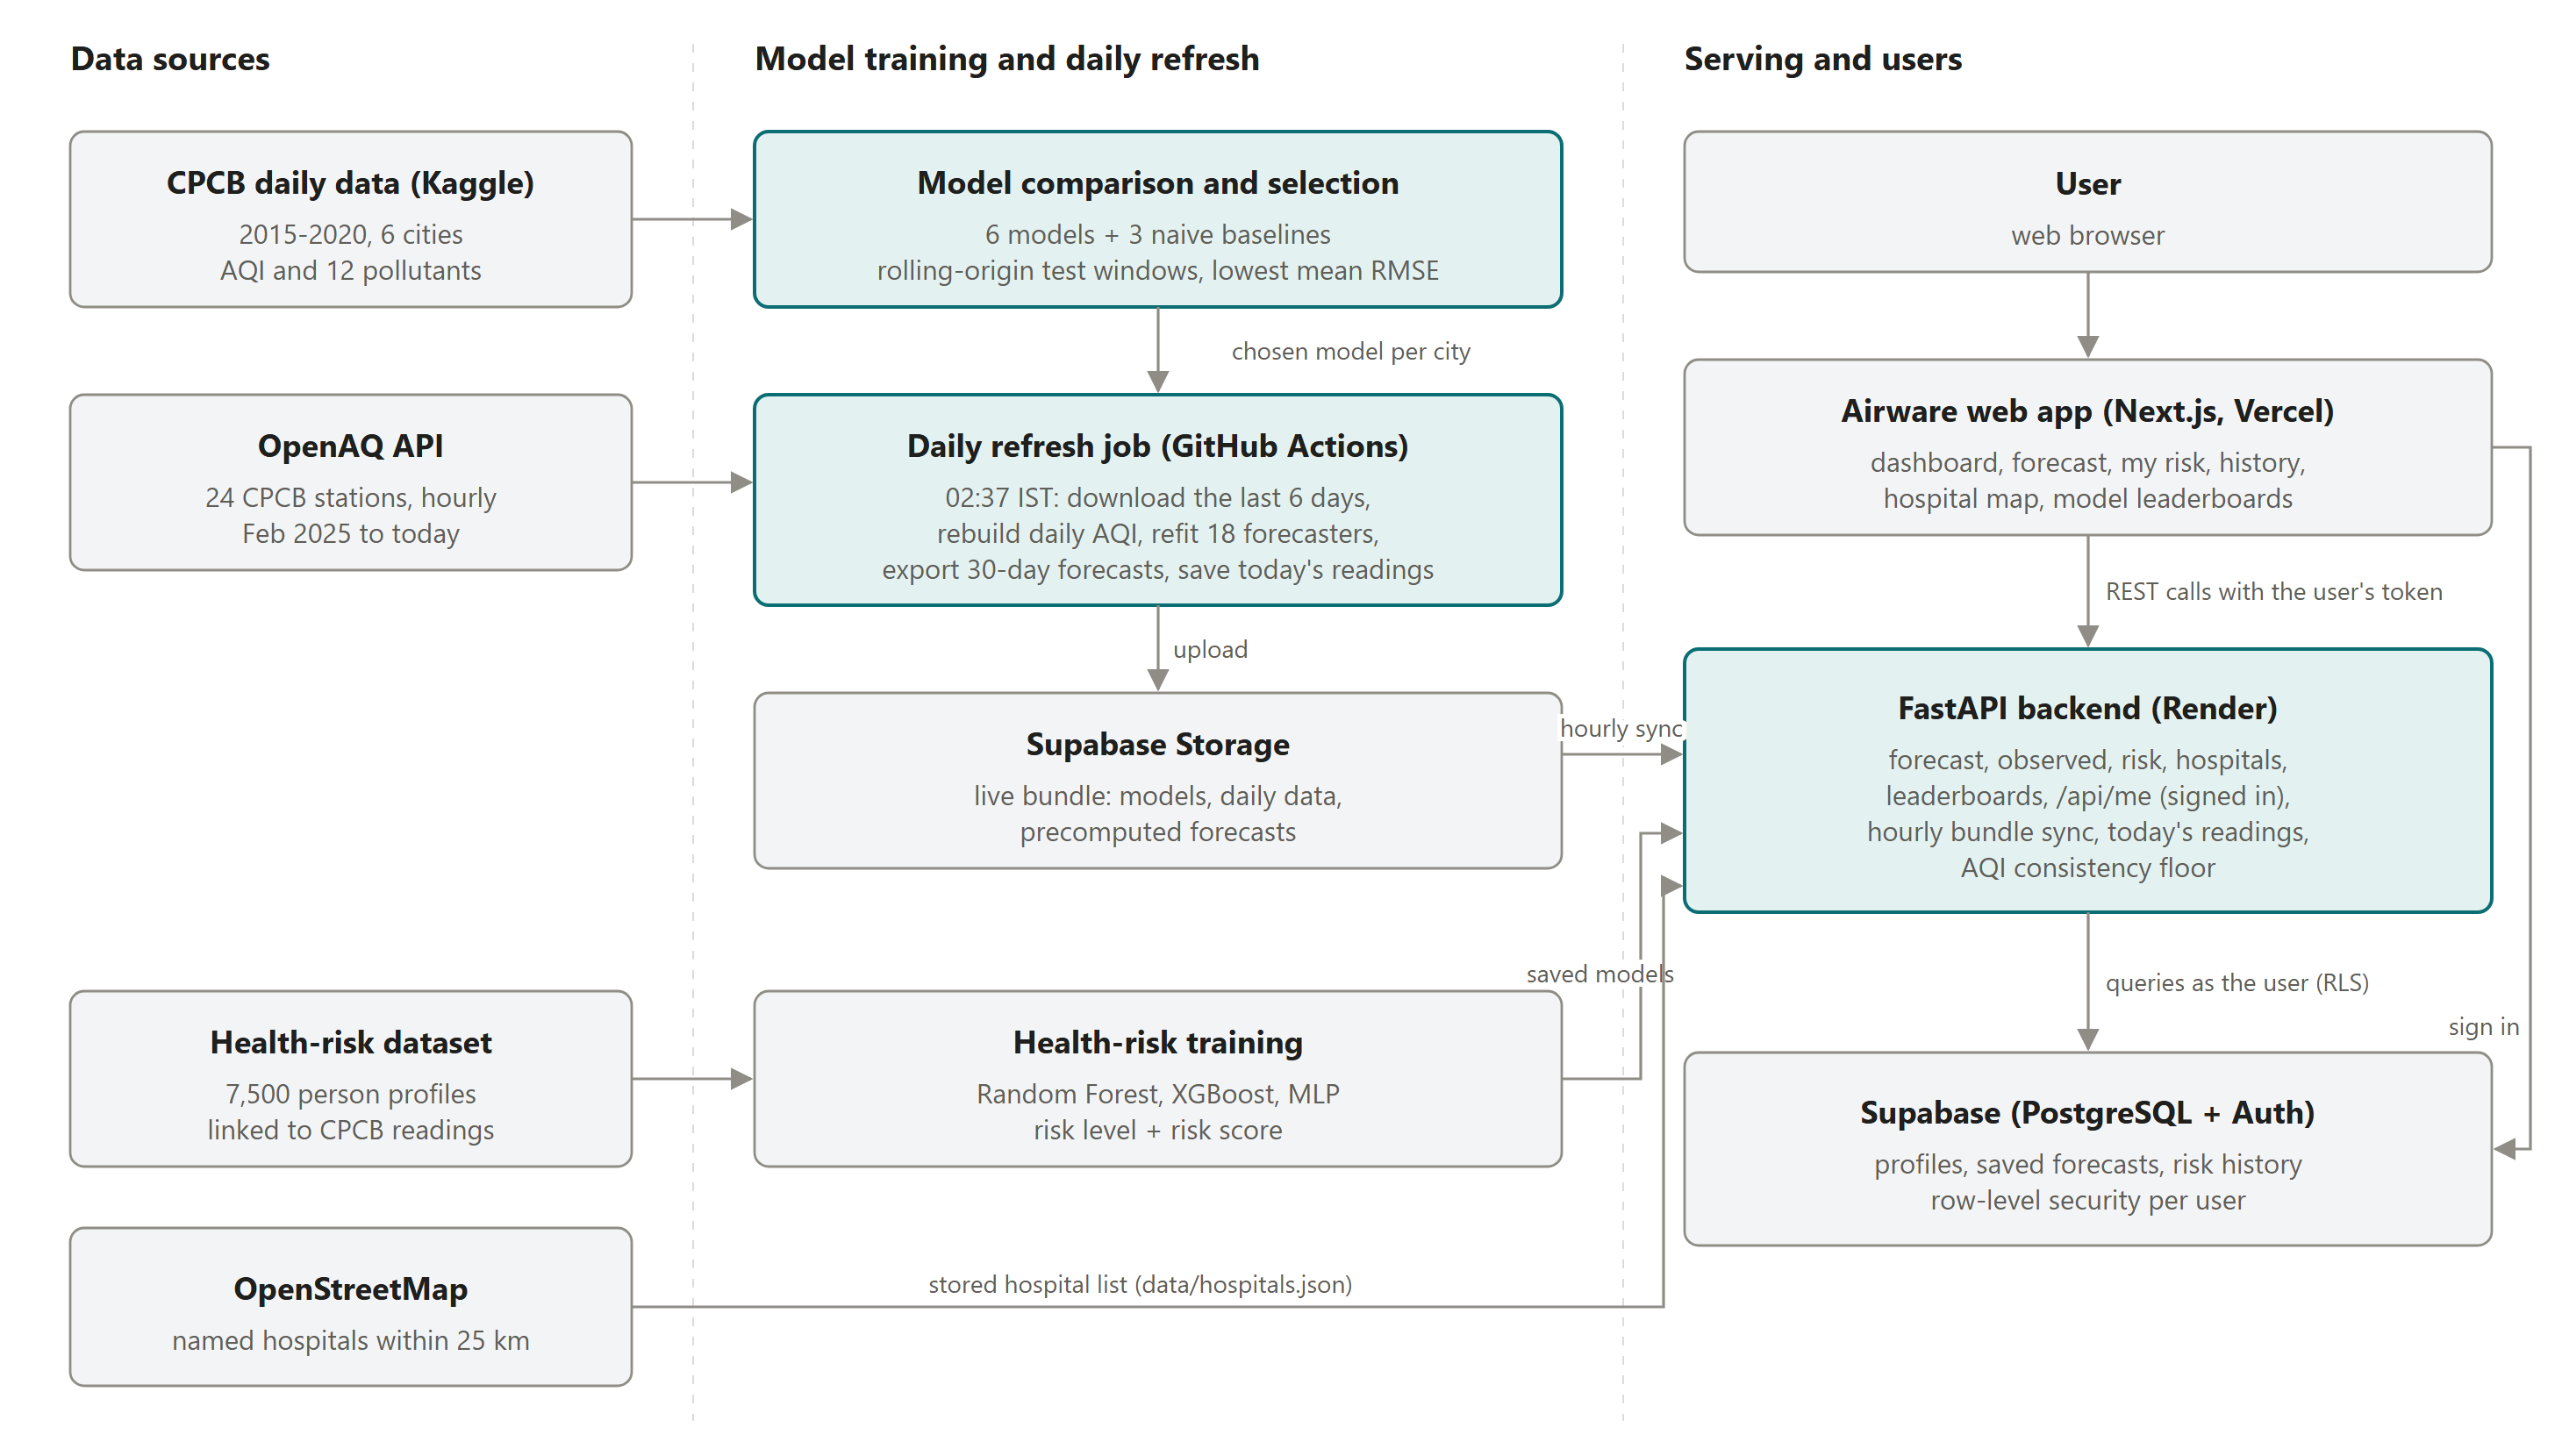 Data sources
CPCB daily data (Kaggle)
2015-2020, 6 cities
AQI and 12 pollutants
OpenAQ API
24 CPCB stations, hourly
Feb 2025 to today
Health-risk dataset
7,500 person profiles
linked to CPCB readings
OpenStreetMap
named hospitals within 25 km
Model training and daily refresh
Model comparison and selection
6 models + 3 naive baselines
rolling-origin test windows, lowest mean RMSE
chosen model per city
Daily refresh job (GitHub Actions)
02:37 IST: download the last 6 days,
rebuild daily AQI, refit 18 forecasters,
export 30-day forecasts, save today's readings
upload
Supabase Storage
live bundle: models, daily data,
precomputed forecasts
hourly sync
Health-risk training
Random Forest, XGBoost, MLP
risk level + risk score
saved models
stored hospital list (data/hospitals.json)
Serving and users
User
web browser
Airware web app (Next.js, Vercel)
dashboard, forecast, my risk, history,
hospital map, model leaderboards
REST calls with the user's token
FastAPI backend (Render)
forecast, observed, risk, hospitals,
leaderboards, /api/me (signed in),
hourly bundle sync, today's readings,
AQI consistency floor
queries as the user (RLS)
sign in
Supabase (PostgreSQL + Auth)
profiles, saved forecasts, risk history
row-level security per user